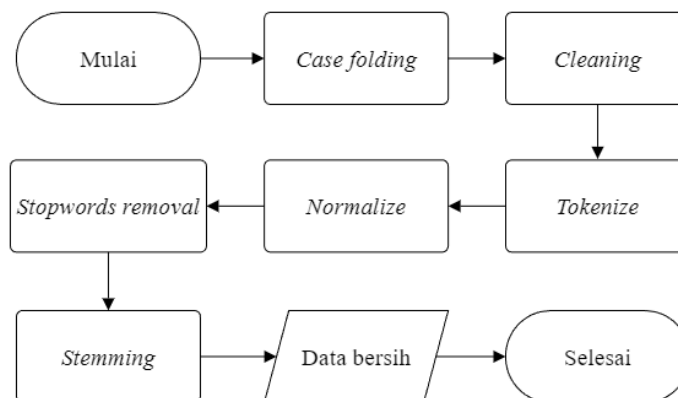 Mulai
Case folding
Cleaning
Tokenize
Normalize
Stopwords removal
Stemming
Data bersih
Selesai